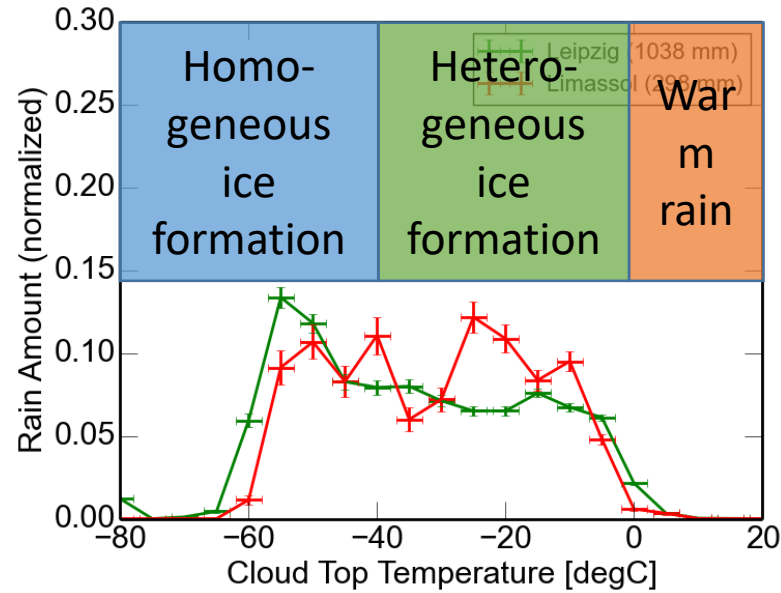 0.30
0.25
0.20
0.15
0.10
0.05
0.00
Rain Amount (normalized)
Homo-
geneous
ice
formation
Hetero-
geneous
ice
formation
War
m
rain
Leipzig (1038 mm)
Limassol (298 mm)
−80
−60
−40
−20
0
20
Cloud Top Temperature [degC]